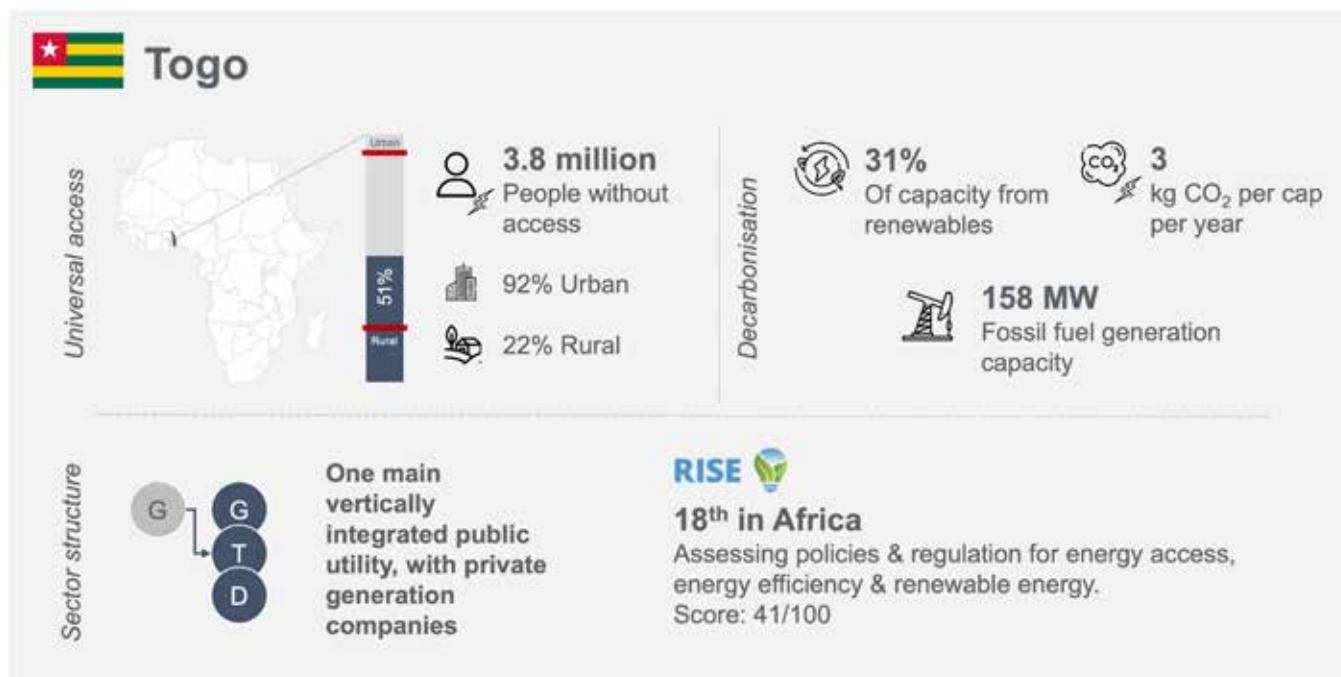 Togo
Universal access
Urban
51%
Rural
3.8 million
People without
access
92% Urban
22% Rural
Decarbonisation
31%
Of capacity from
renewables
CO₂
3
kg CO₂ per cap
per year
158 MW
Fossil fuel generation
capacity
Sector structure
G
G
T
D
One main
vertically
integrated public
utility, with private
generation
companies
RISE
18th in Africa
Assessing policies & regulation for energy access,
energy efficiency & renewable energy.
Score: 41/100